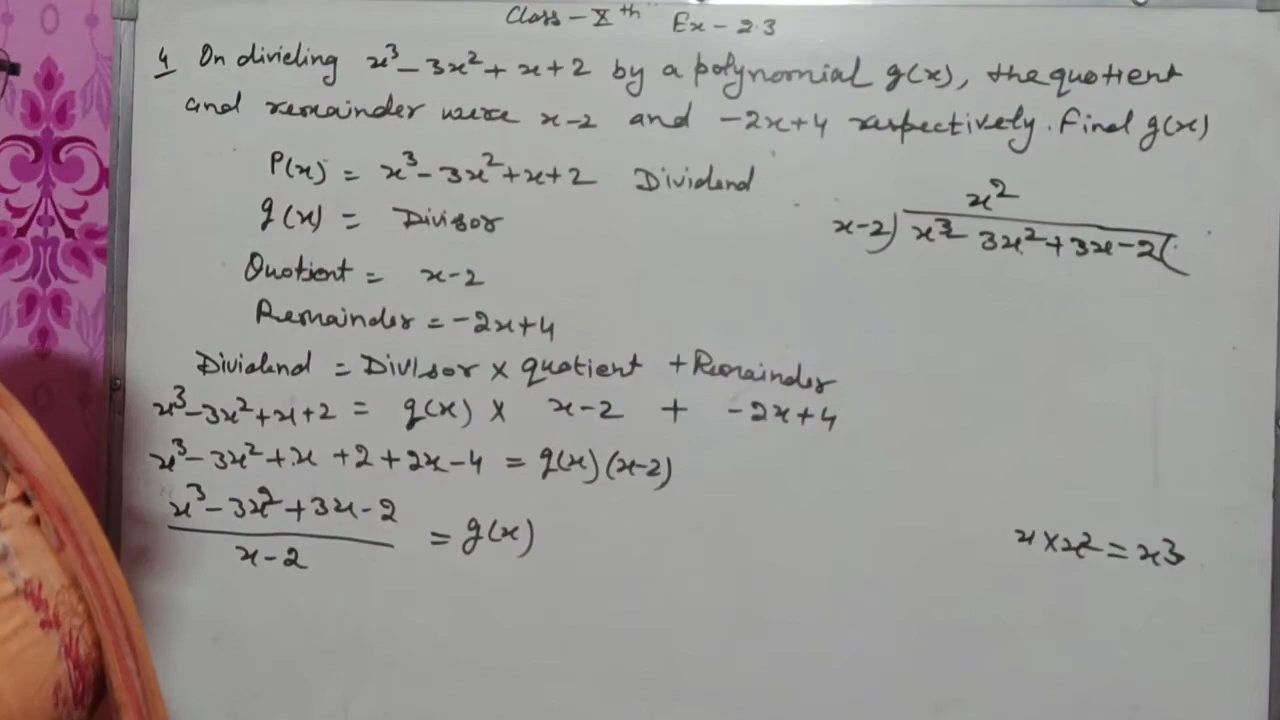 Class - Xth Ex - 2.3
4 On dividing x³ - 3x² + x + 2 by a polynomial g(x), the quotient
and remainder were x-2 and -2x+4 respectively. Find g(x)
P(x) = x³ - 3x² + x + 2 Dividend
g(x) = Divisor
Quotient = x-2
Remainder = -2x+4
Dividend = Divisor × quotient + Remainder
x³ - 3x² + x + 2 = g(x) × x-2 + -2x+4
x³ - 3x² + x + 2 + 2x - 4 = g(x) (x-2)
x³ - 3x² + 3x - 2
x-2
= g(x)
x²
x-2) x³ - 3x² + 3x - 2 (
x × x² = x³